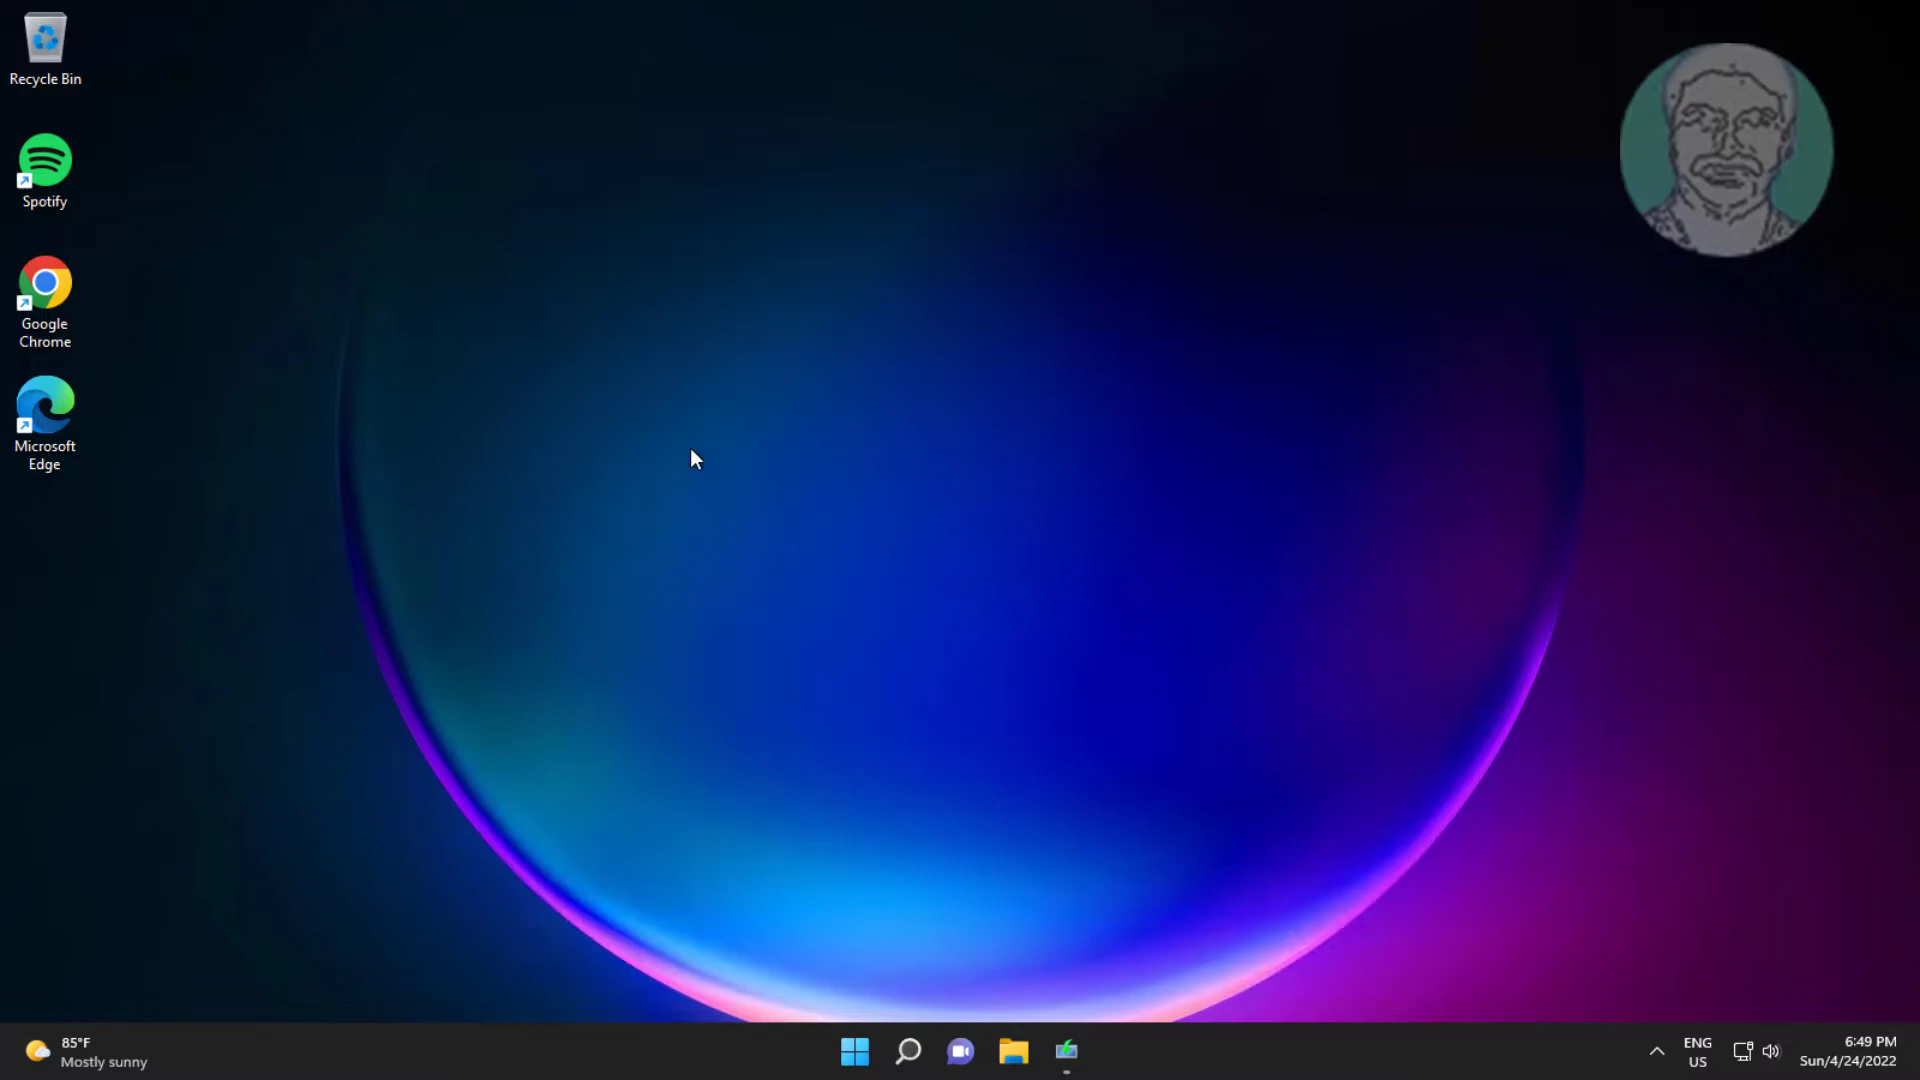 Recycle Bin
Spotify
Google
Chrome
Microsoft
Edge
85°F
Mostly sunny
ENG
US
6:49 PM
Sun/4/24/2022